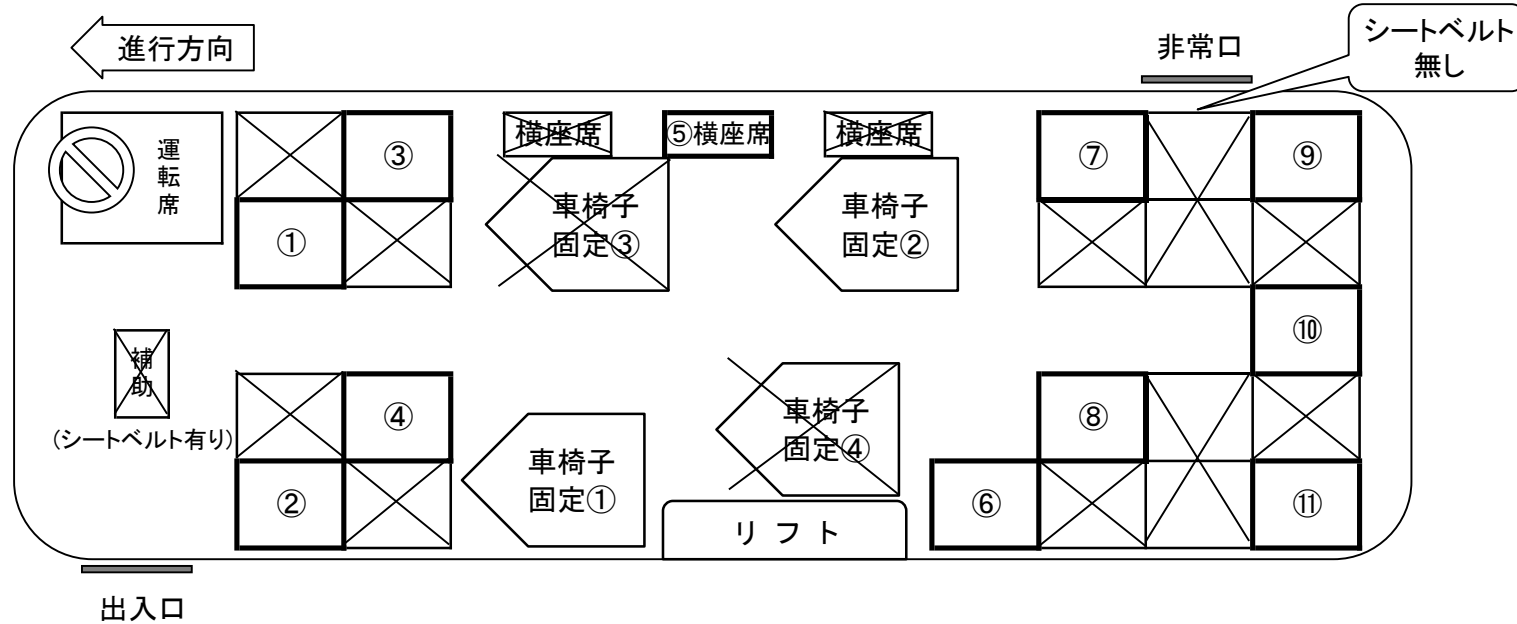 進行方向
非常口
シートベルト
無し
運転席
③
横座席
⑤横座席
横座席
⑦
⑨
①
車椅子
固定③
車椅子
固定②
⑩
補助
(シートベルト有り)
④
②
車椅子
固定①
車椅子
固定④
リフト
⑧
⑥
⑪
出入口